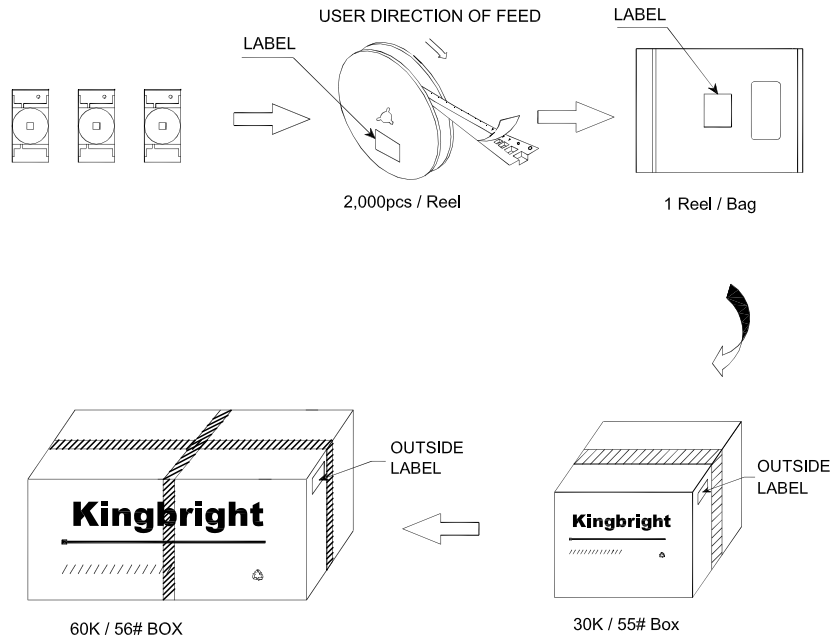 USER DIRECTION OF FEED
LABEL
LABEL
2,000pcs / Reel
1 Reel / Bag
OUTSIDE
LABEL
Kingbright
60K / 56# BOX
OUTSIDE
LABEL
Kingbright
30K / 55# Box